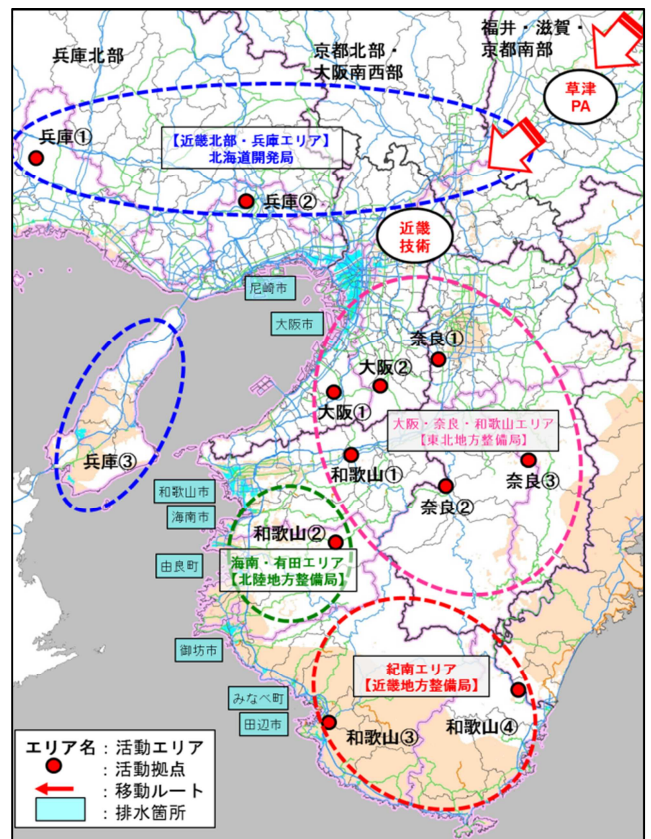 兵庫北部
京都北部・
大阪南西部
福井・滋賀・
京都南部
草津
PA
兵庫①
【近畿北部・兵庫エリア】
北海道開発局
兵庫②
近畿
技術
尼崎市
大阪市
奈良①
大阪②
大阪①
大阪・奈良・和歌山エリア
【東北地方整備局】
兵庫③
和歌山①
奈良③
奈良②
和歌山市
海南市
和歌山②
由良町
海南・有田エリア
【北陸地方整備局】
御坊市
紀南エリア
【近畿地方整備局】
みなべ町
田辺市
和歌山③
和歌山④
エリア名：活動エリア
：活動拠点
：移動ルート
：排水箇所